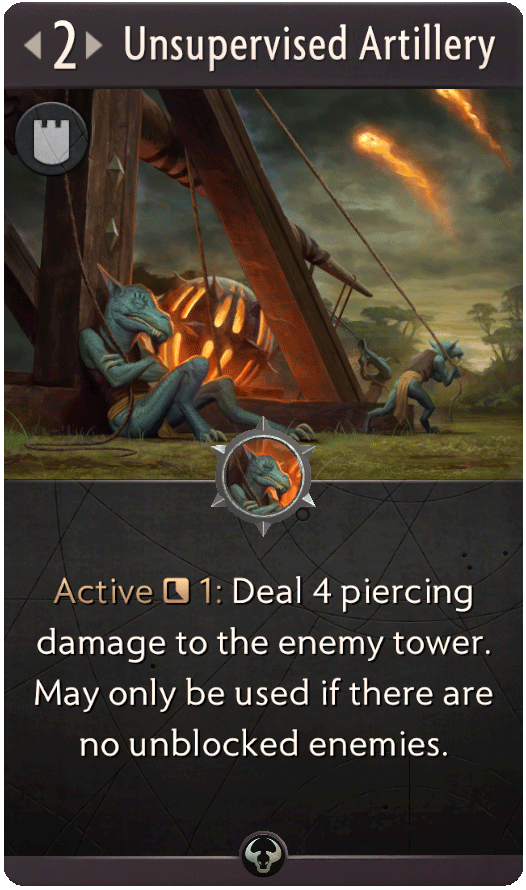 2 Unsupervised Artillery
Active 1: Deal 4 piercing
damage to the enemy tower.
May only be used if there are
no unblocked enemies.